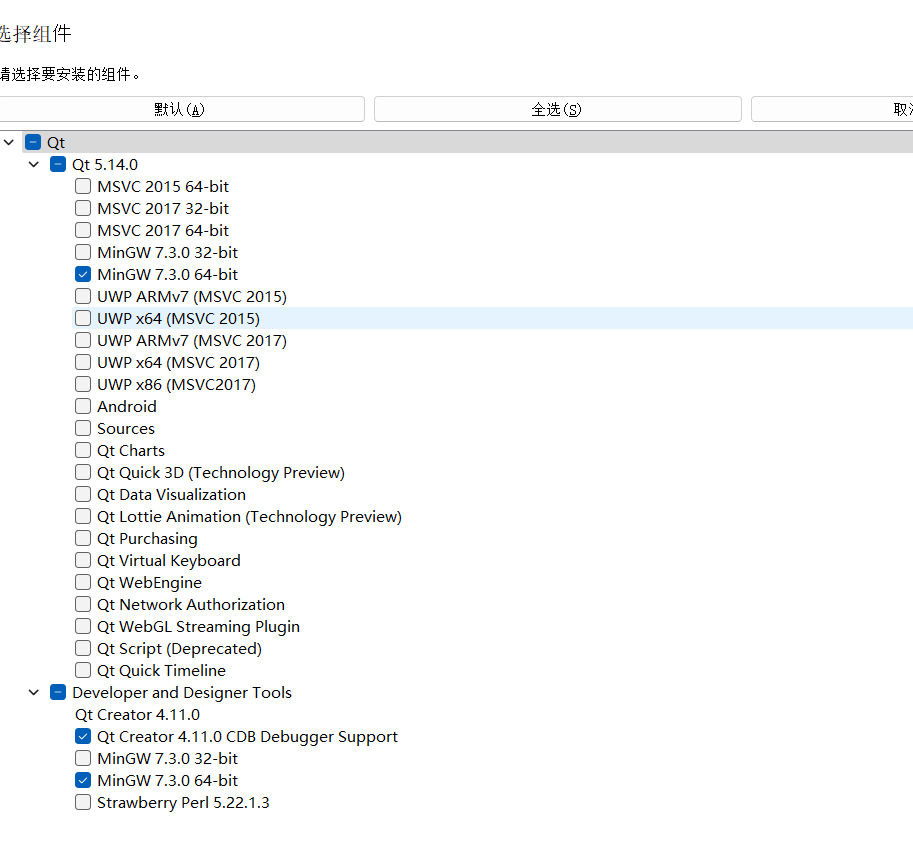 选择组件
请选择要安装的组件。
默认(A) 全选(S) 取
Qt
Qt 5.14.0
MSVC 2015 64-bit
MSVC 2017 32-bit
MSVC 2017 64-bit
MinGW 7.3.0 32-bit
MinGW 7.3.0 64-bit
UWP ARMv7 (MSVC 2015)
UWP x64 (MSVC 2015)
UWP ARMv7 (MSVC 2017)
UWP x64 (MSVC 2017)
UWP x86 (MSVC2017)
Android
Sources
Qt Charts
Qt Quick 3D (Technology Preview)
Qt Data Visualization
Qt Lottie Animation (Technology Preview)
Qt Purchasing
Qt Virtual Keyboard
Qt WebEngine
Qt Network Authorization
Qt WebGL Streaming Plugin
Qt Script (Deprecated)
Qt Quick Timeline
Developer and Designer Tools
Qt Creator 4.11.0
Qt Creator 4.11.0 CDB Debugger Support
MinGW 7.3.0 32-bit
MinGW 7.3.0 64-bit
Strawberry Perl 5.22.1.3